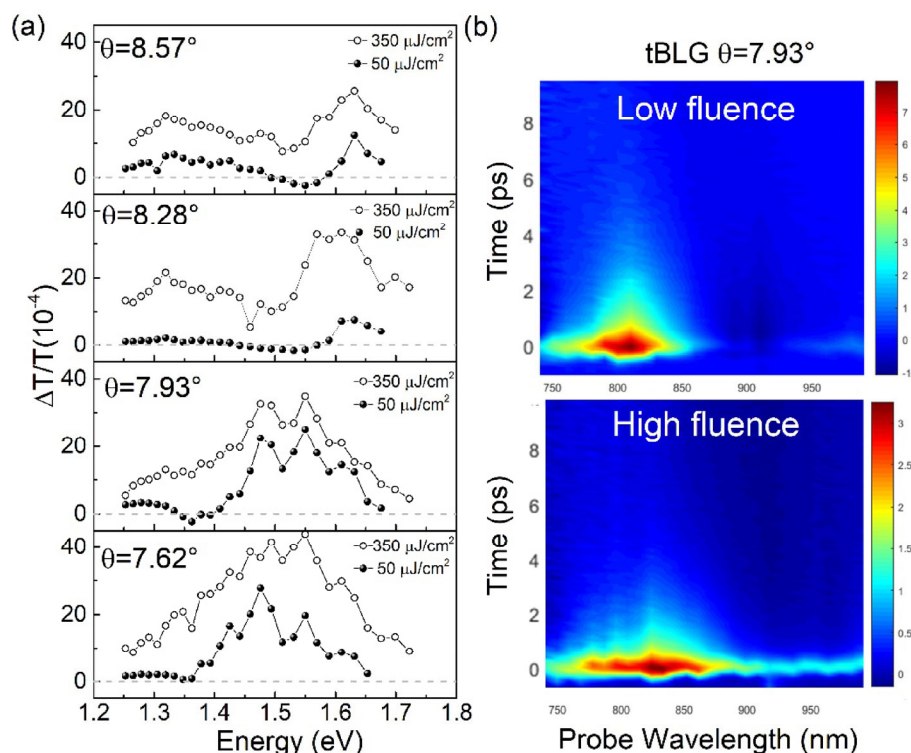 (a)
θ=8.57°
350 μJ/cm²
50 μJ/cm²
40
20
0
θ=8.28°
350 μJ/cm²
50 μJ/cm²
40
20
0
θ=7.93°
350 μJ/cm²
50 μJ/cm²
40
20
0
θ=7.62°
350 μJ/cm²
50 μJ/cm²
40
20
0
ΔT/T(10⁻⁴)
1.2 1.3 1.4 1.5 1.6 1.7 1.8
Energy (eV)
(b)
tBLG θ=7.93°
Low fluence
Time (ps)
8
6
4
2
0
750 800 850 900 950
7
6
5
4
3
2
1
0
-1
High fluence
Time (ps)
8
6
4
2
0
750 800 850 900 950
3
2.5
2
1.5
1
0.5
0
Probe Wavelength (nm)